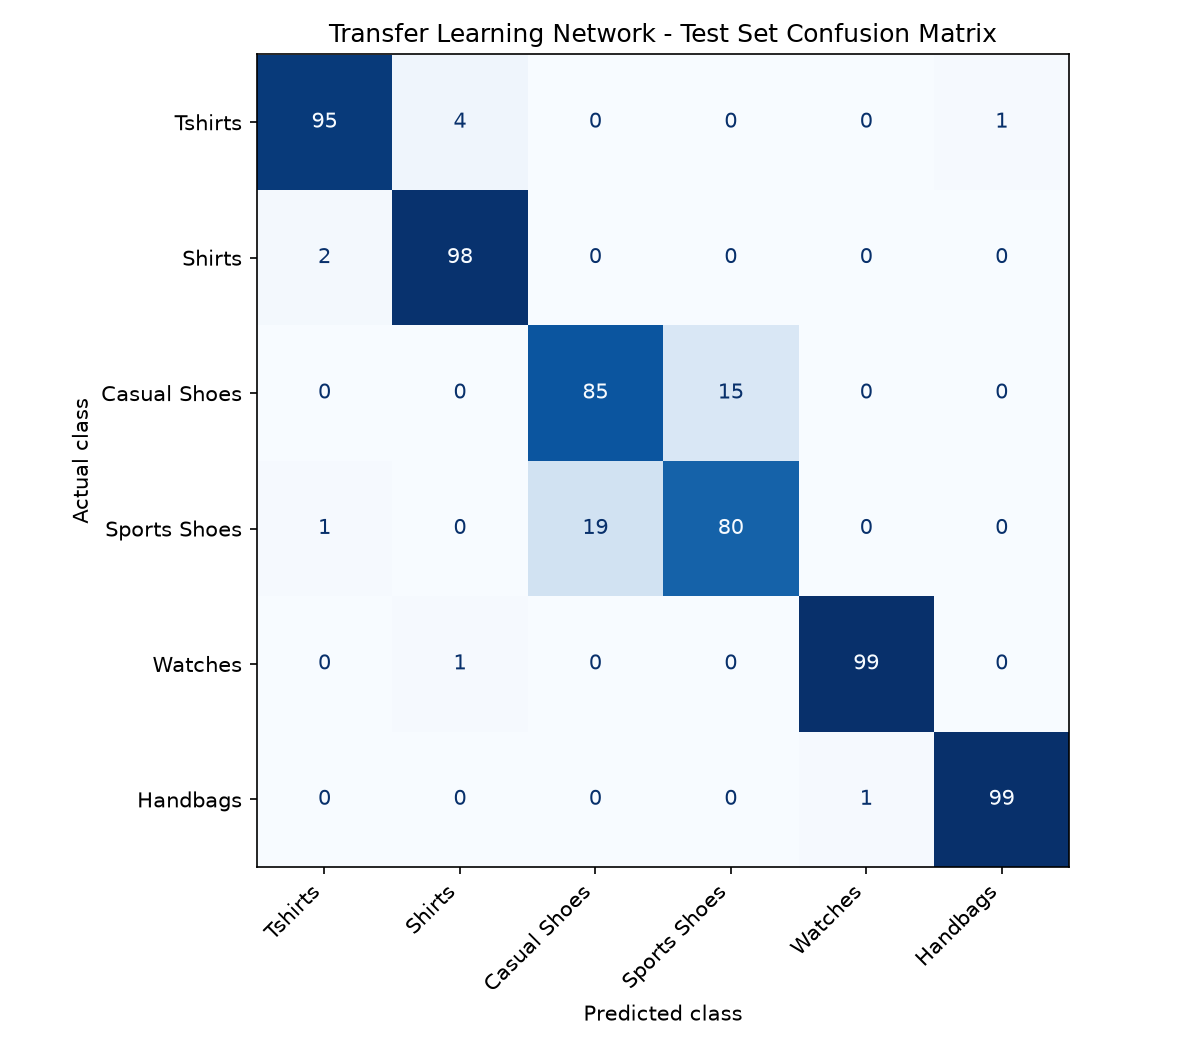 Transfer Learning Network - Test Set Confusion Matrix
Tshirts 95 4 0 0 0 1
Shirts 2 98 0 0 0 0
Casual Shoes 0 0 85 15 0 0
Sports Shoes 1 0 19 80 0 0
Watches 0 1 0 0 99 0
Handbags 0 0 0 0 1 99
Actual class
Tshirts Shirts Casual Shoes Sports Shoes Watches Handbags
Predicted class